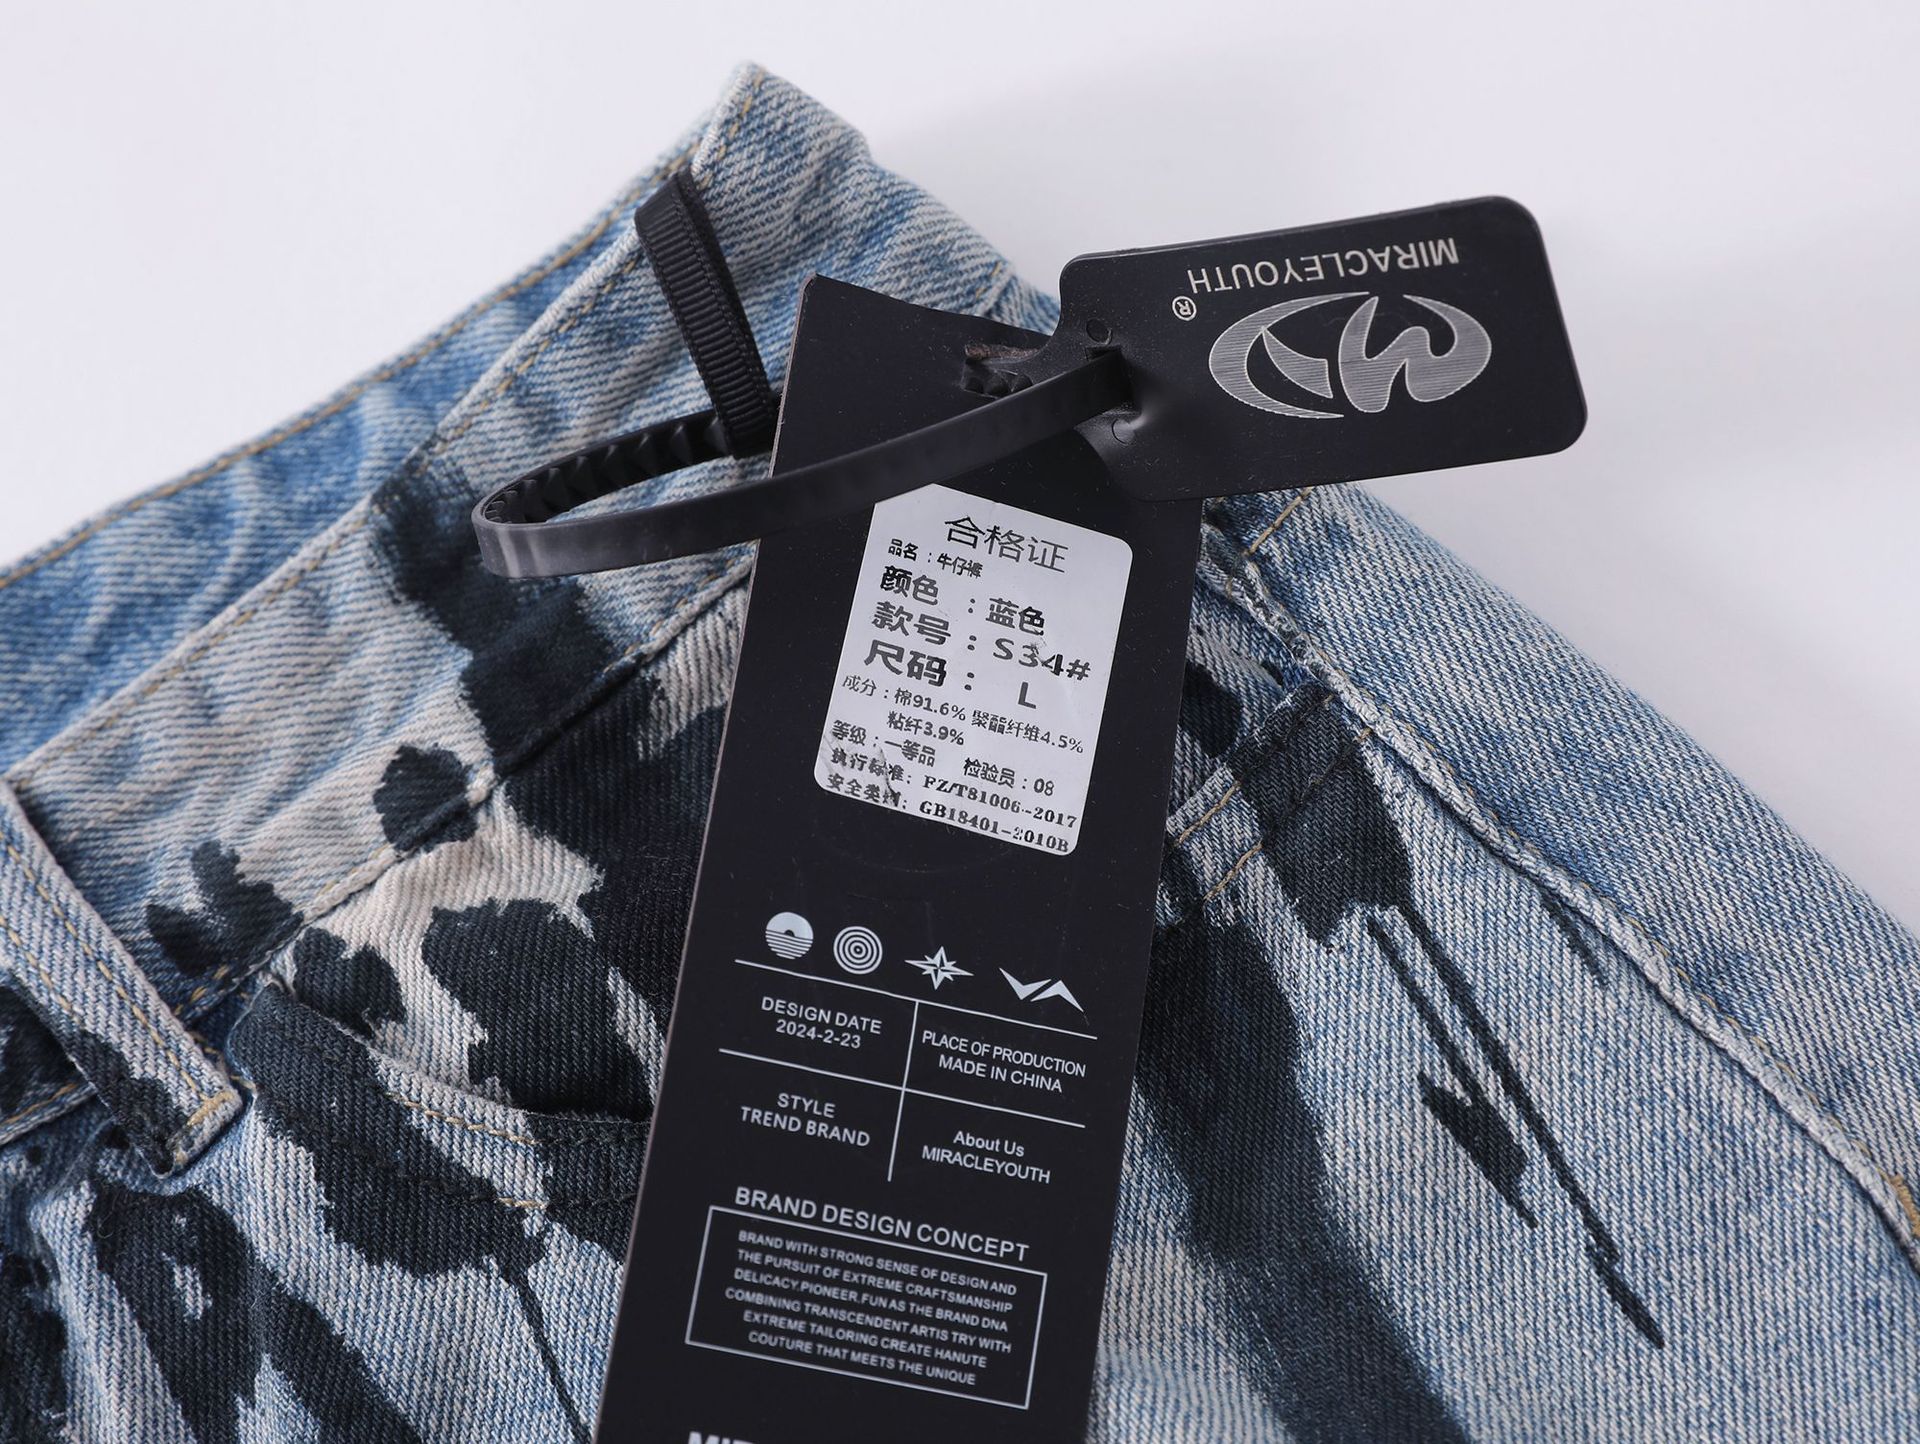 MIRACLEYOUTH
®
合格证
品名：牛仔裤
颜色：蓝色
款号：S34#
尺码：L
成分：棉91.6% 聚酯纤维4.5%
粘纤3.9%
等级：一等品 检验员：08
执行标准：FZ/T81006-2017
安全类别：GB18401-2010B
DESIGN DATE
2024-2-23
PLACE OF PRODUCTION
MADE IN CHINA
STYLE
TREND BRAND
About Us
MIRACLEYOUTH
BRAND DESIGN CONCEPT
BRAND WITH STRONG SENSE OF DESIGN AND
THE PURSUIT OF EXTREME CRAFTSMANSHIP
DELICACY.PIONEER.FUN AS THE BRAND DNA
COMBINING TRANSCENDENT ARTIS TRY WITH
EXTREME TAILORING CREATE HANUTE
COUTURE THAT MEETS THE UNIQUE